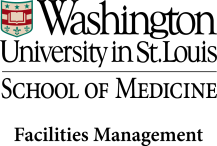 Washington
University in St. Louis
SCHOOL OF MEDICINE
Facilities Management